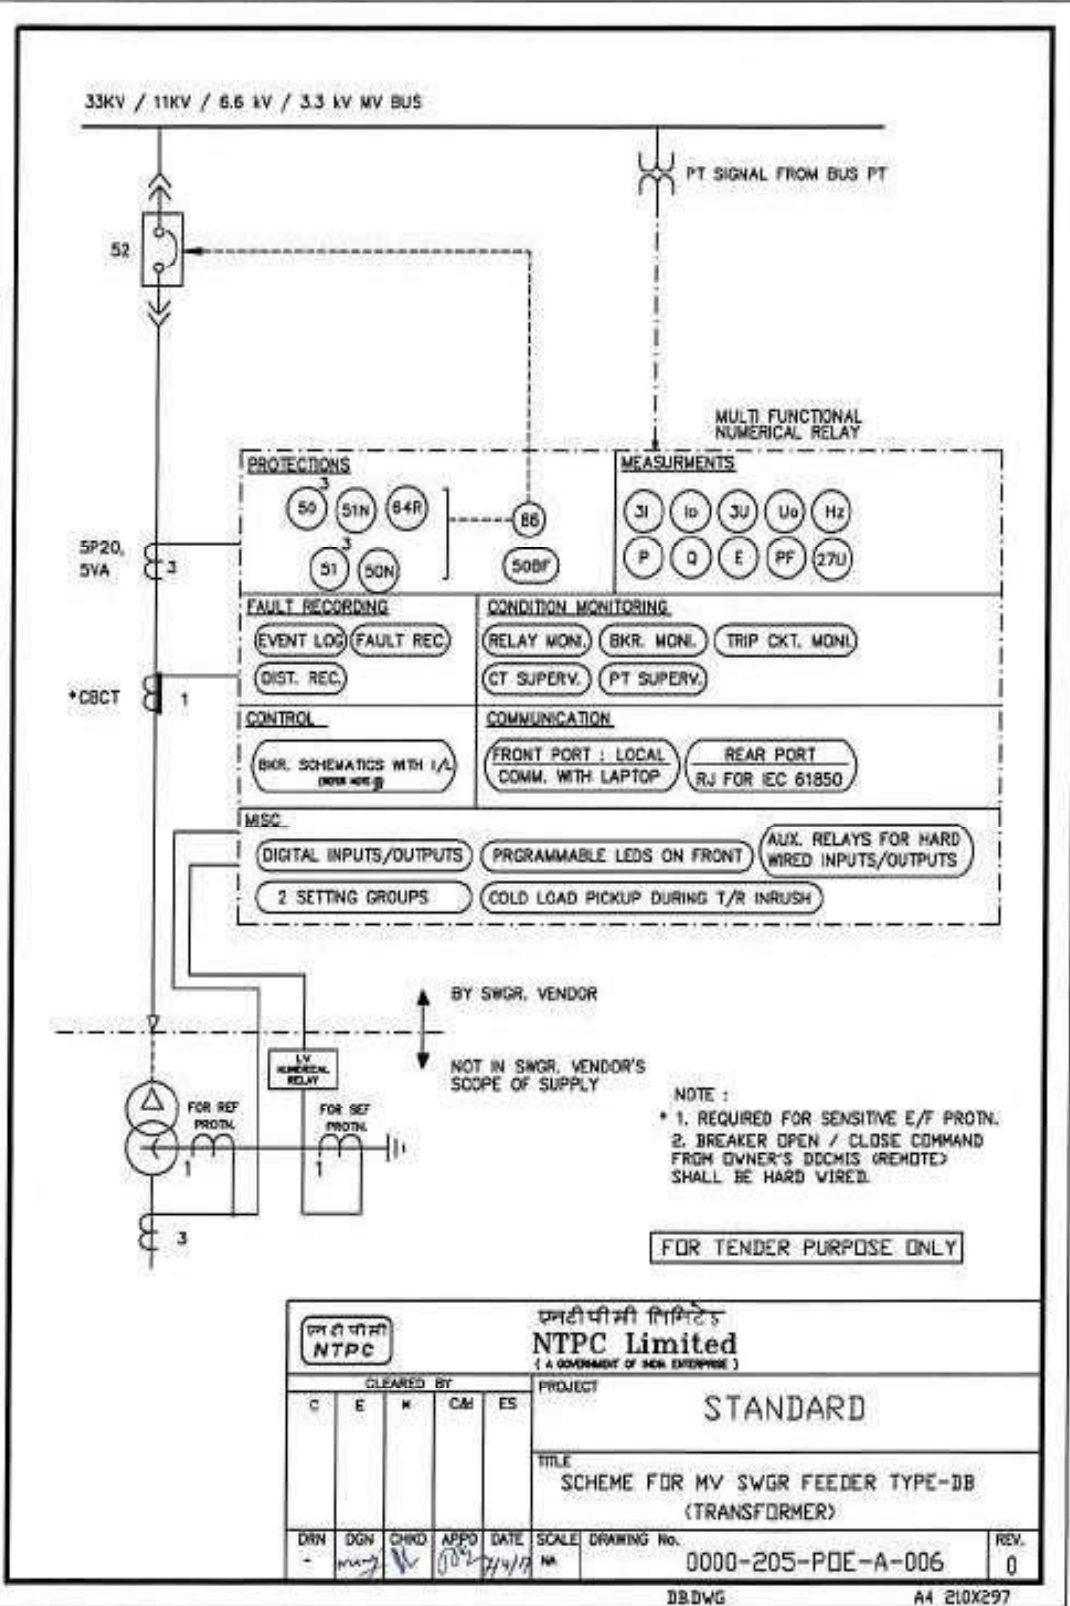 33KV / 11KV / 6.6 kV / 3.3 kV MV BUS
PT SIGNAL FROM BUS PT
52
MULTI FUNCTIONAL
NUMERICAL RELAY
PROTECTIONS
MEASURMENTS
3
50
51N
64R
86
3I
Io
3U
Uo
Hz
5P20,
5VA
3
3
51
50N
50BF
P
Q
E
PF
27U
FAULT RECORDING
CONDITION MONITORING
EVENT LOG
FAULT REC
RELAY MONI.
BKR. MONI.
TRIP CKT. MONI.
DIST. REC.
CT SUPERV.
PT SUPERV.
*CBCT
1
CONTROL
COMMUNICATION
BKR. SCHEMATICS WITH I/L
FRONT PORT : LOCAL
COMM. WITH LAPTOP
REAR PORT
RJ FOR IEC 61850
MISC
DIGITAL INPUTS/OUTPUTS
PRGRAMMABLE LEDS ON FRONT
AUX. RELAYS FOR HARD
WIRED INPUTS/OUTPUTS
2 SETTING GROUPS
COLD LOAD PICKUP DURING T/R INRUSH
BY SWGR. VENDOR
NOT IN SWGR. VENDOR'S
SCOPE OF SUPPLY
LV
NUMERICAL
RELAY
FOR REF
PROTN.
1
FOR SEF
PROTN.
1
3
NOTE :
* 1. REQUIRED FOR SENSITIVE E/F PROTN.
2. BREAKER OPEN / CLOSE COMMAND
FROM OWNER'S DDCMIS (REMOTE)
SHALL BE HARD WIRED.
FOR TENDER PURPOSE ONLY
एनटीपीसी
NTPC
एनटीपीसी लिमिटेड
NTPC Limited
( A GOVERNMENT OF INDIA ENTERPRISE )
CLEARED BY
C
E
M
C&I
ES
PROJECT
STANDARD
TITLE
SCHEME FOR MV SWGR FEEDER TYPE-DB
(TRANSFORMER)
DRN
DGN
CHKD
APPD
DATE
SCALE
DRAWING No.
REV.
-
NA
0000-205-POE-A-006
0
DB.DWG
A4 210X297